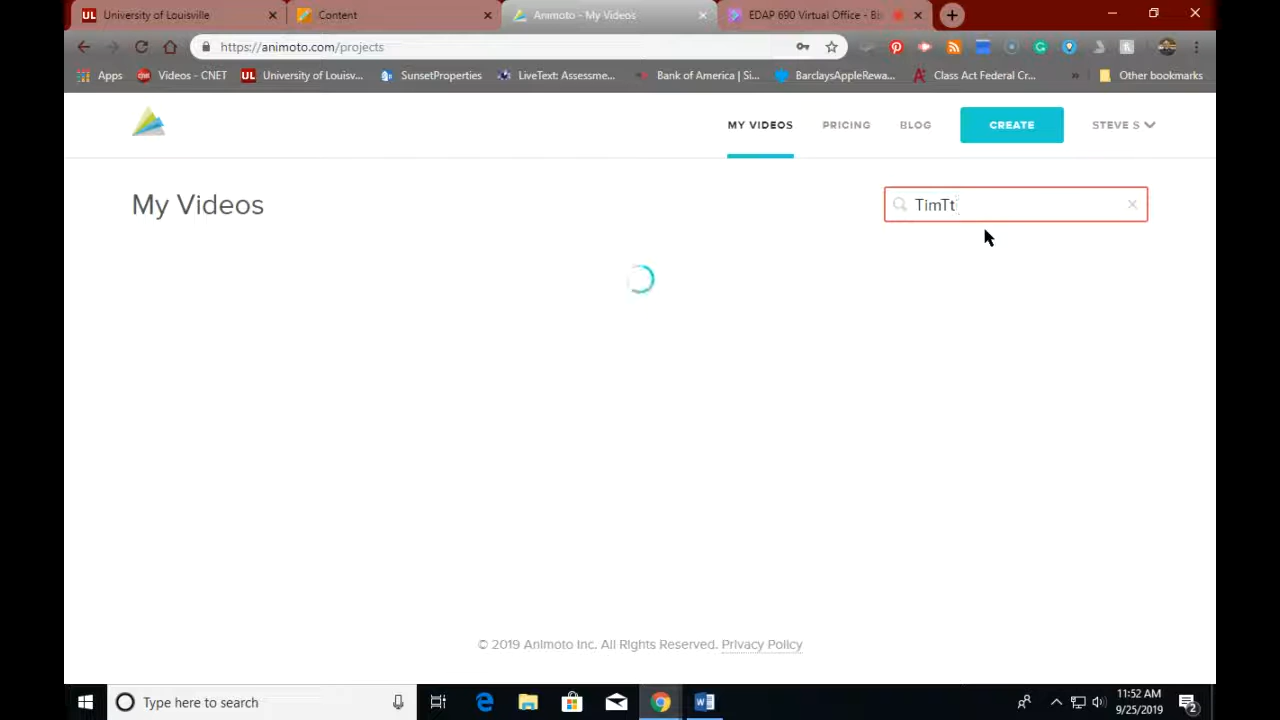 University of Louisville
Content
Animoto - My Videos
EDAP 690 Virtual Office - B
https://animoto.com/projects
Apps
Videos - CNET
UL University of Louisv...
SunsetProperties
LiveText: Assessme...
Bank of America | Si...
BarclaysAppleRewa...
Class Act Federal Cr...
Other bookmarks
MY VIDEOS
PRICING
BLOG
CREATE
STEVE S
My Videos
TimTt
© 2019 Animoto Inc. All Rights Reserved. Privacy Policy
Type here to search
11:52 AM
9/25/2019
2